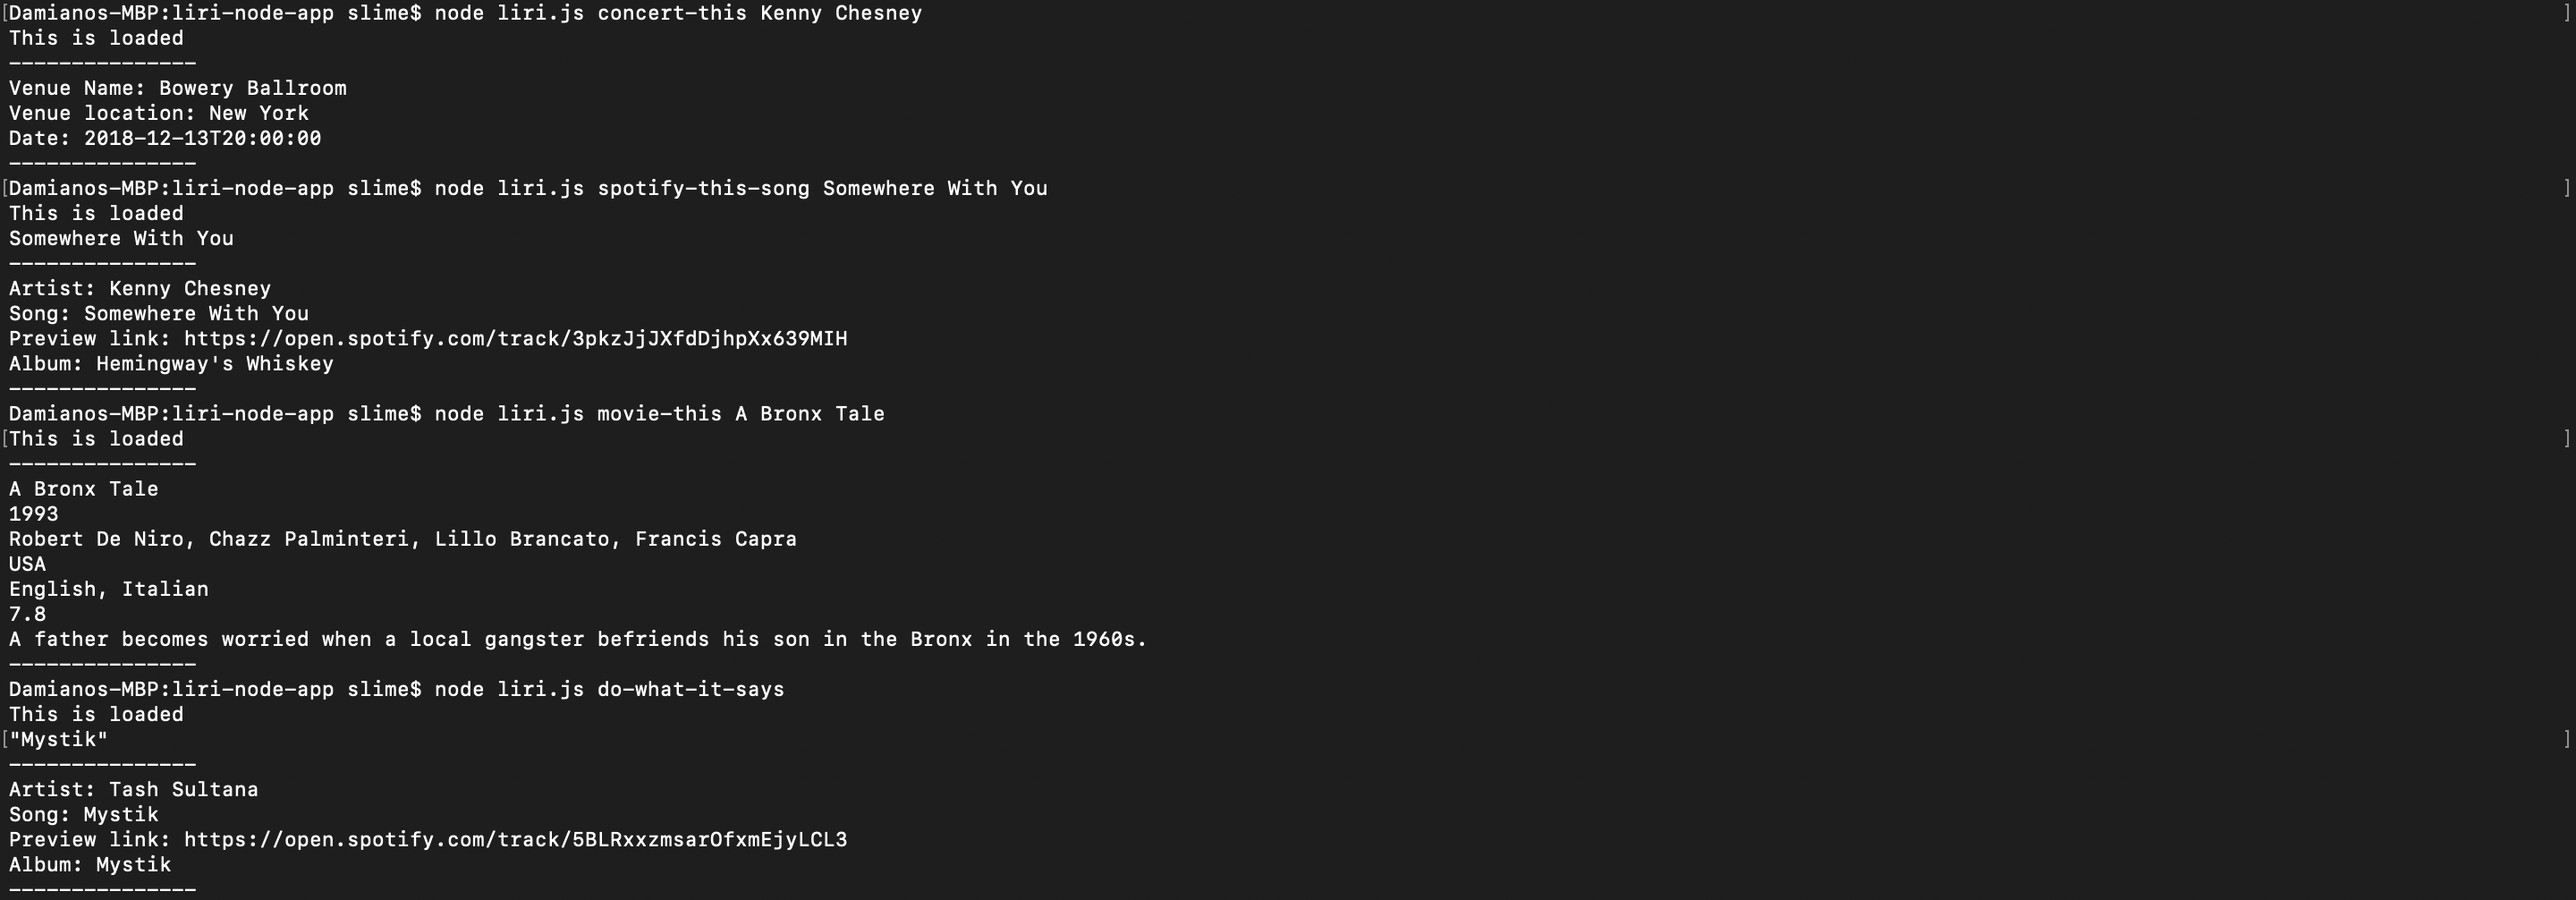 [Damianos-MBP:liri-node-app slime$ node liri.js concert-this Kenny Chesney ]
This is loaded
---------------
Venue Name: Bowery Ballroom
Venue location: New York
Date: 2018-12-13T20:00:00
---------------
[Damianos-MBP:liri-node-app slime$ node liri.js spotify-this-song Somewhere With You ]
This is loaded
Somewhere With You
---------------
Artist: Kenny Chesney
Song: Somewhere With You
Preview link: https://open.spotify.com/track/3pkzJjJXfdDjhpXx639MIH
Album: Hemingway's Whiskey
---------------
Damianos-MBP:liri-node-app slime$ node liri.js movie-this A Bronx Tale
[This is loaded ]
---------------
A Bronx Tale
1993
Robert De Niro, Chazz Palminteri, Lillo Brancato, Francis Capra
USA
English, Italian
7.8
A father becomes worried when a local gangster befriends his son in the Bronx in the 1960s.
---------------
Damianos-MBP:liri-node-app slime$ node liri.js do-what-it-says
This is loaded
["Mystik" ]
---------------
Artist: Tash Sultana
Song: Mystik
Preview link: https://open.spotify.com/track/5BLRxxzmsarOfxmEjyLCL3
Album: Mystik
---------------